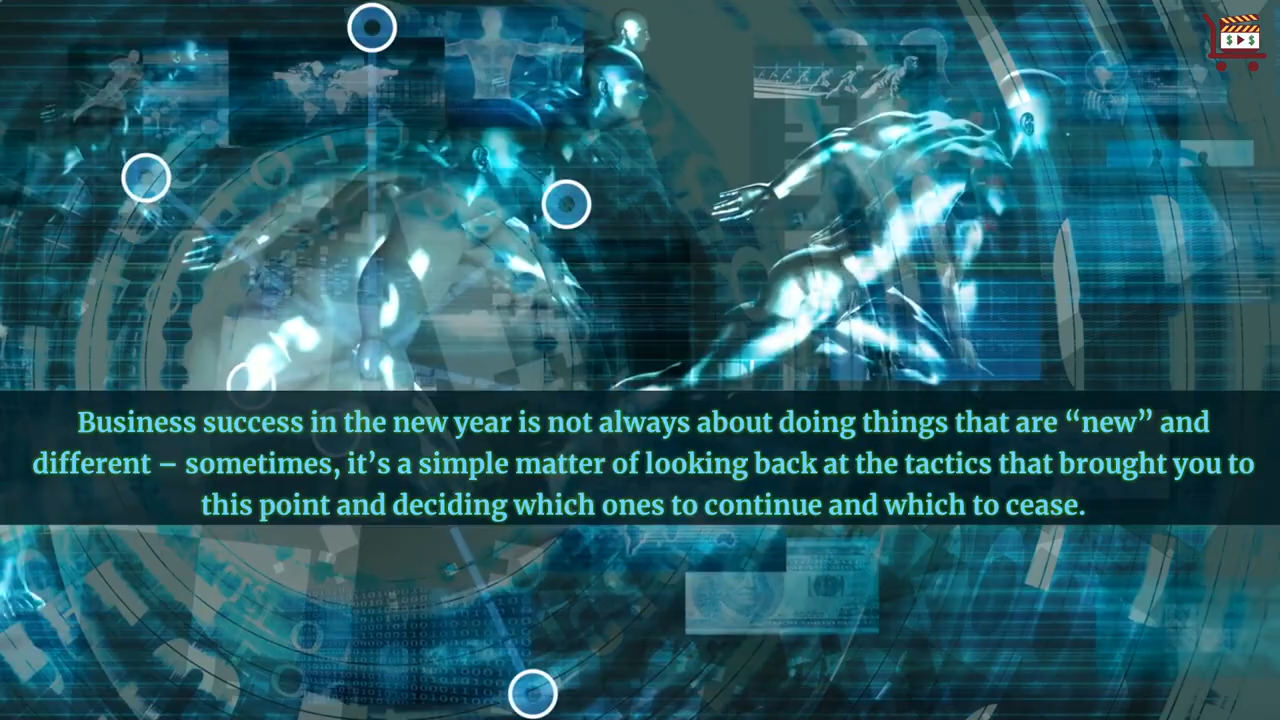 Business success in the new year is not always about doing things that are “new” and
different – sometimes, it’s a simple matter of looking back at the tactics that brought you to
this point and deciding which ones to continue and which to cease.